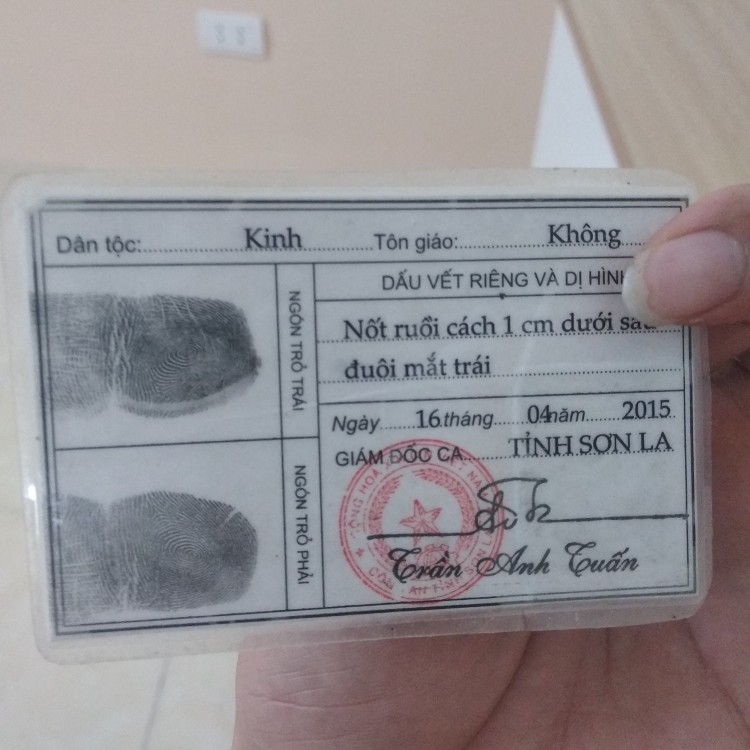 Dân tộc: Kinh Tôn giáo: Không
DẤU VẾT RIÊNG VÀ DỊ HÌNH
NGÓN TRỎ TRÁI
Nốt ruồi cách 1 cm dưới sau
đuôi mắt trái
Ngày 16 tháng 04 năm 2015
GIÁM ĐỐC CA TỈNH SƠN LA
NGÓN TRỎ PHẢI
Trần Anh Tuấn